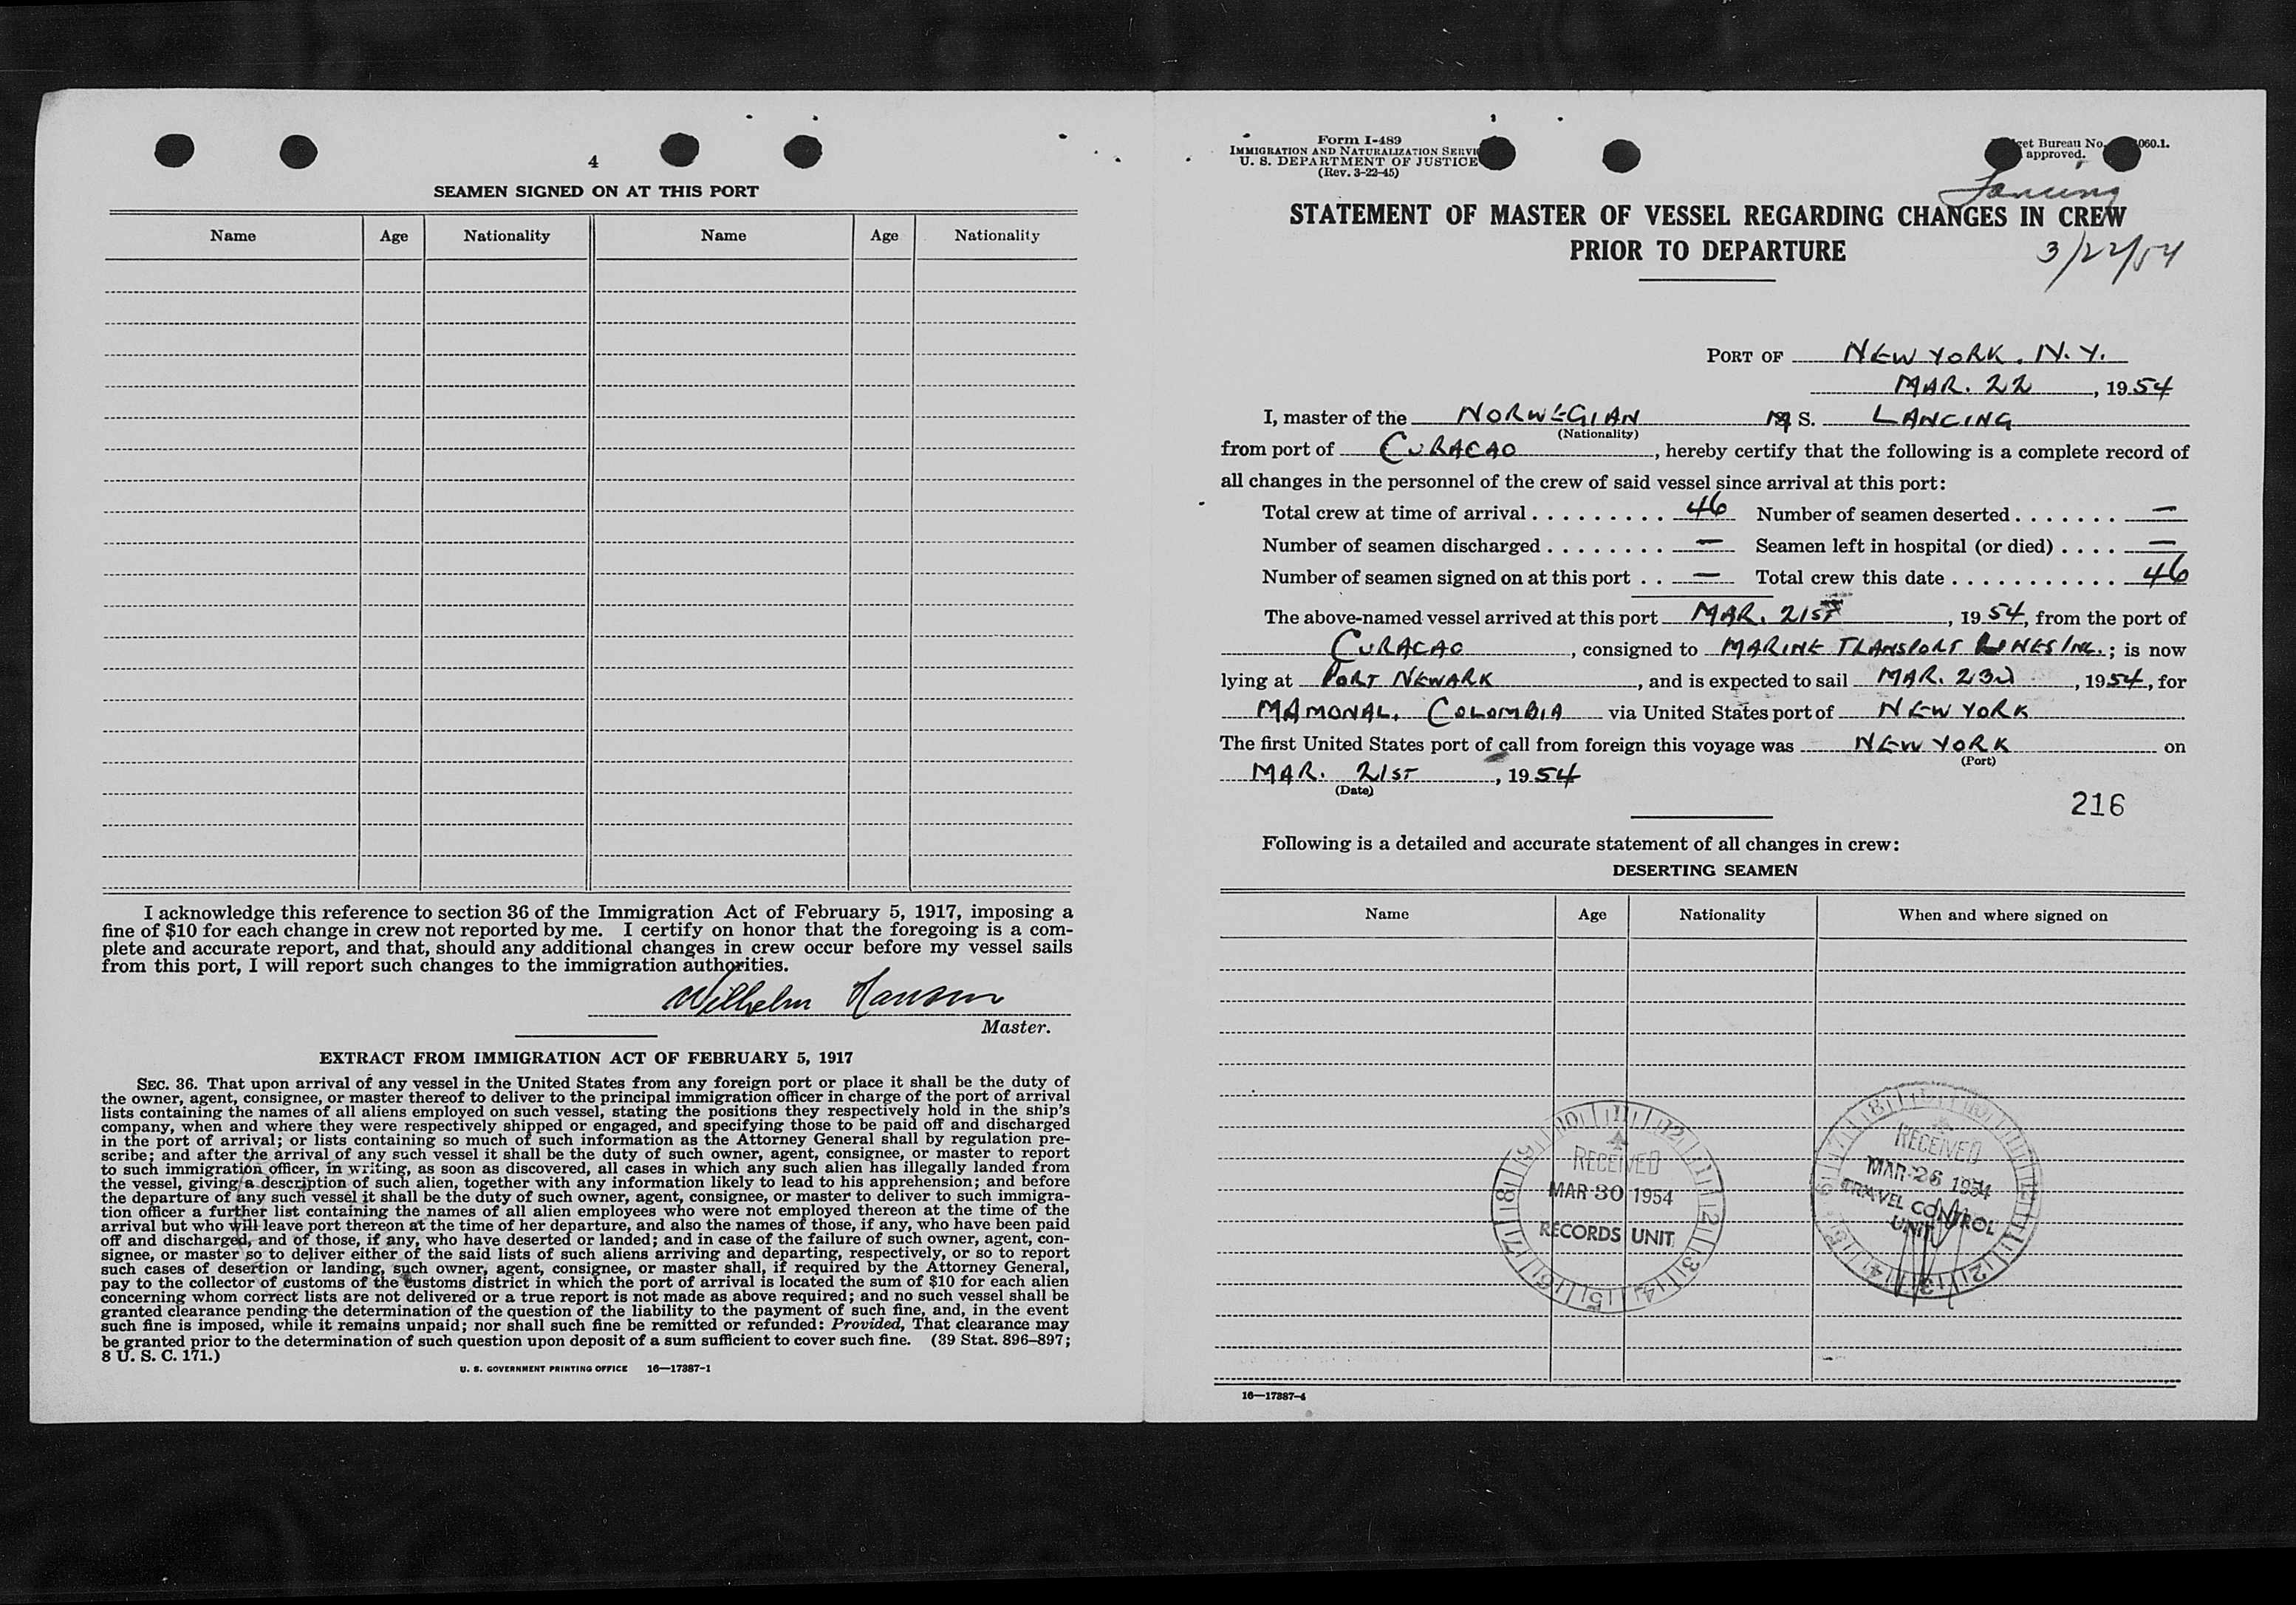 4
SEAMEN SIGNED ON AT THIS PORT
Name Age Nationality Name Age Nationality
I acknowledge this reference to section 36 of the Immigration Act of February 5, 1917, imposing a
fine of $10 for each change in crew not reported by me. I certify on honor that the foregoing is a com-
plete and accurate report, and that, should any additional changes in crew occur before my vessel sails
from this port, I will report such changes to the immigration authorities.
Wilhelm Hansen
Master.
EXTRACT FROM IMMIGRATION ACT OF FEBRUARY 5, 1917
SEC. 36. That upon arrival of any vessel in the United States from any foreign port or place it shall be the duty of
the owner, agent, consignee, or master thereof to deliver to the principal immigration officer in charge of the port of arrival
lists containing the names of all aliens employed on such vessel, stating the positions they respectively hold in the ship's
company, when and where they were respectively shipped or engaged, and specifying those to be paid off and discharged
in the port of arrival; or lists containing so much of such information as the Attorney General shall by regulation pre-
scribe; and after the arrival of any such vessel it shall be the duty of such owner, agent, consignee, or master to report
to such immigration officer, in writing, as soon as discovered, all cases in which any such alien has illegally landed from
the vessel, giving a description of such alien, together with any information likely to lead to his apprehension; and before
the departure of any such vessel it shall be the duty of such owner, agent, consignee, or master to deliver to such immigra-
tion officer a further list containing the names of all alien employees who were not employed thereon at the time of the
arrival but who will leave port thereon at the time of her departure, and also the names of those, if any, who have been paid
off and discharged, and of those, if any, who have deserted or landed; and in case of the failure of such owner, agent, con-
signee, or master so to deliver either of the said lists of such aliens arriving and departing, respectively, or so to report
such cases of desertion or landing, such owner, agent, consignee, or master shall, if required by the Attorney General,
pay to the collector of customs of the customs district in which the port of arrival is located the sum of $10 for each alien
concerning whom correct lists are not delivered or a true report is not made as above required; and no such vessel shall be
granted clearance pending the determination of the question of the liability to the payment of such fine, and, in the event
such fine is imposed, while it remains unpaid; nor shall such fine be remitted or refunded: Provided, That clearance may
be granted prior to the determination of such question upon deposit of a sum sufficient to cover such fine. (39 Stat. 896-897;
8 U. S. C. 171.)
U. S. GOVERNMENT PRINTING OFFICE 16—17387-1
Form I-489
IMMIGRATION AND NATURALIZATION
U. S. DEPARTMENT OF JUSTICE
(Rev. 3-22-45)
Bureau No. 060.1.
approved.
Lancing
STATEMENT OF MASTER OF VESSEL REGARDING CHANGES IN CREW
PRIOR TO DEPARTURE
3/22/54
PORT OF NEW YORK. N.Y.
MAR. 22, 1954
I, master of the NORWEGIAN M S. LANCING
(Nationality)
from port of CURACAO, hereby certify that the following is a complete record of
all changes in the personnel of the crew of said vessel since arrival at this port:
Total crew at time of arrival . . . . . . . . . . 46 Number of seamen deserted . . . . . . . —
Number of seamen discharged . . . . . . . . — Seamen left in hospital (or died) . . . . —
Number of seamen signed on at this port . . — Total crew this date . . . . . . . . . . . . 46
The above-named vessel arrived at this port MAR. 21ST, 1954, from the port of
CURACAO, consigned to MARINE TRANSPORT LINES INC.; is now
lying at PORT NEWARK, and is expected to sail MAR. 23RD, 1954, for
MAMONAL, COLOMBIA via United States port of NEW YORK
The first United States port of call from foreign this voyage was NEW YORK on
(Port)
MAR. 21ST, 1954
(Date)
216
Following is a detailed and accurate statement of all changes in crew:
DESERTING SEAMEN
Name Age Nationality When and where signed on
RECEIVED
MAR 30 1954
RECORDS UNIT
RECEIVED
MAR 26 1954
TRAVEL CONTROL
UNIT
16—17387-4